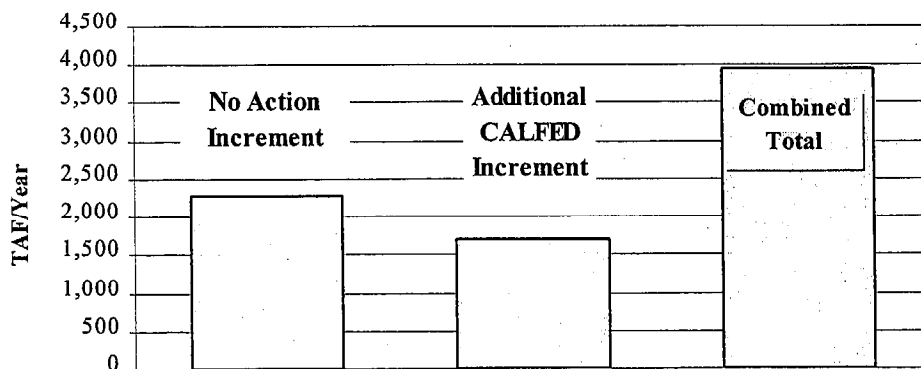 4,500
4,000
3,500
3,000
2,500
2,000
1,500
1,000
500
0
TAF/Year
No Action
Increment
Additional
CALFED
Increment
Combined
Total